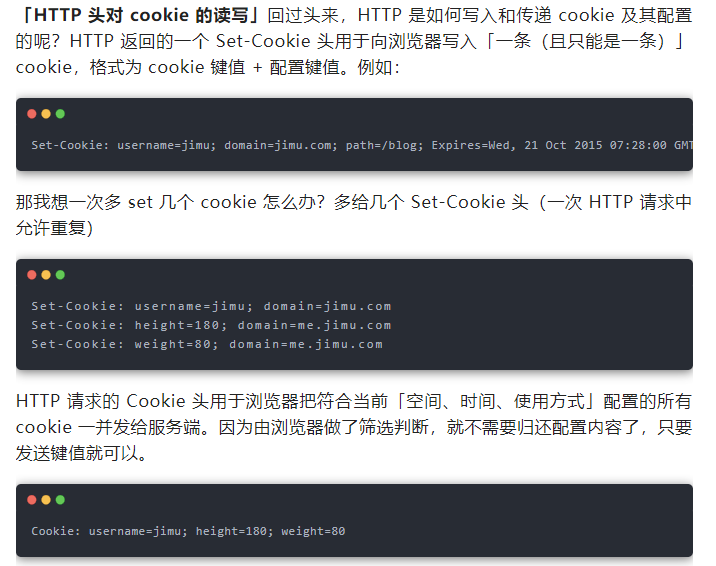 「HTTP 头对 cookie 的读写」回过头来，HTTP 是如何写入和传递 cookie 及其配置
的呢？HTTP 返回的一个 Set-Cookie 头用于向浏览器写入「一条（且只能是一条）」
cookie，格式为 cookie 键值 + 配置键值。例如：
Set-Cookie: username=jimu; domain=jimu.com; path=/blog; Expires=Wed, 21 Oct 2015 07:28:00 GMT
那我想一次多 set 几个 cookie 怎么办？多给几个 Set-Cookie 头（一次 HTTP 请求中
允许重复）
Set-Cookie: username=jimu; domain=jimu.com
Set-Cookie: height=180; domain=me.jimu.com
Set-Cookie: weight=80; domain=me.jimu.com
HTTP 请求的 Cookie 头用于浏览器把符合当前「空间、时间、使用方式」配置的所有
cookie 一并发给服务端。因为由浏览器做了筛选判断，就不需要归还配置内容了，只要
发送键值就可以。
Cookie: username=jimu; height=180; weight=80